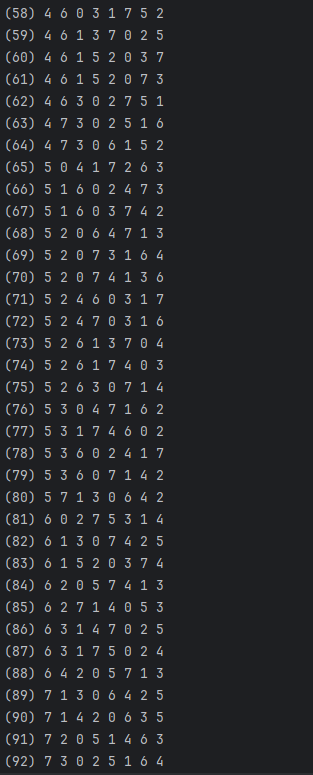 (58) 4 6 0 3 1 7 5 2
(59) 4 6 1 3 7 0 2 5
(60) 4 6 1 5 2 0 3 7
(61) 4 6 1 5 2 0 7 3
(62) 4 6 3 0 2 7 5 1
(63) 4 7 3 0 2 5 1 6
(64) 4 7 3 0 6 1 5 2
(65) 5 0 4 1 7 2 6 3
(66) 5 1 6 0 2 4 7 3
(67) 5 1 6 0 3 7 4 2
(68) 5 2 0 6 4 7 1 3
(69) 5 2 0 7 3 1 6 4
(70) 5 2 0 7 4 1 3 6
(71) 5 2 4 6 0 3 1 7
(72) 5 2 4 7 0 3 1 6
(73) 5 2 6 1 3 7 0 4
(74) 5 2 6 1 7 4 0 3
(75) 5 2 6 3 0 7 1 4
(76) 5 3 0 4 7 1 6 2
(77) 5 3 1 7 4 6 0 2
(78) 5 3 6 0 2 4 1 7
(79) 5 3 6 0 7 1 4 2
(80) 5 7 1 3 0 6 4 2
(81) 6 0 2 7 5 3 1 4
(82) 6 1 3 0 7 4 2 5
(83) 6 1 5 2 0 3 7 4
(84) 6 2 0 5 7 4 1 3
(85) 6 2 7 1 4 0 5 3
(86) 6 3 1 4 7 0 2 5
(87) 6 3 1 7 5 0 2 4
(88) 6 4 2 0 5 7 1 3
(89) 7 1 3 0 6 4 2 5
(90) 7 1 4 2 0 6 3 5
(91) 7 2 0 5 1 4 6 3
(92) 7 3 0 2 5 1 6 4